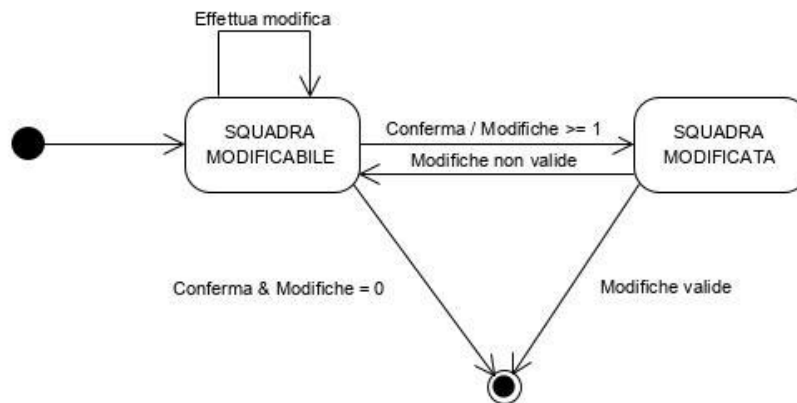 Effettua modifica
SQUADRA
MODIFICABILE
Conferma / Modifiche >= 1
Modifiche non valide
SQUADRA
MODIFICATA
Conferma & Modifiche = 0
Modifiche valide